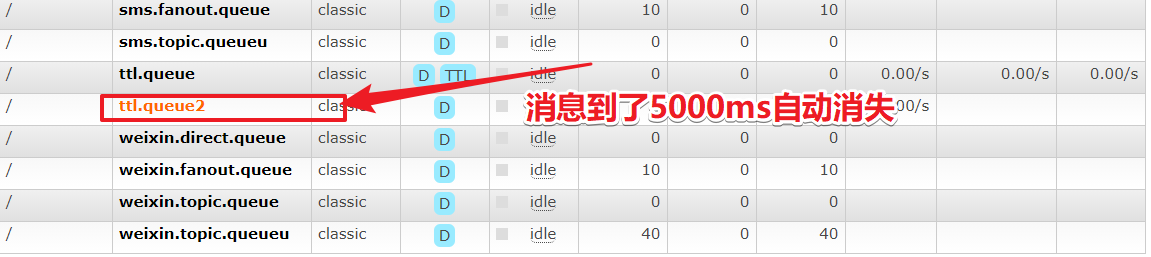 / sms.fanout.queue classic D idle 10 0 10
/ sms.topic.queueu classic D idle 0 0 0
/ ttl.queue classic D TTL idle 0 0 0 0.00/s 0.00/s 0.00/s
/ ttl.queue2 classic D 消息到了5000ms自动消失 00/s
/ weixin.direct.queue classic D idle 0 0 0
/ weixin.fanout.queue classic D idle 10 0 10
/ weixin.topic.queue classic D idle 0 0 0
/ weixin.topic.queueu classic D idle 40 0 40